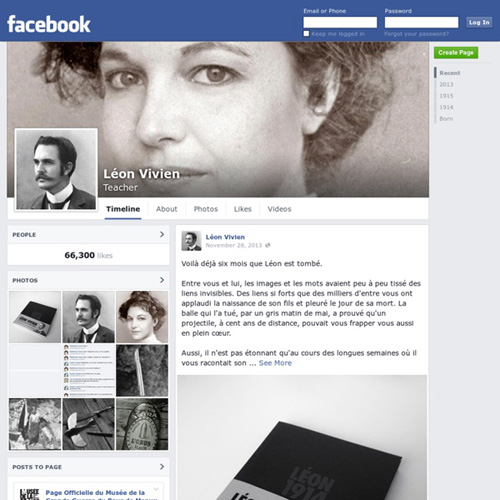 facebook
Email or Phone
Password
Log In
Keep me logged in
Forgot your password?
Create Page
Recent
2013
1915
1914
Born
Léon Vivien
Teacher
Timeline
About
Photos
Likes
Videos
PEOPLE
66,300 likes
PHOTOS
POSTS TO PAGE
Page Officielle du Musée de la
Léon Vivien
November 28, 2013
Voilà déjà six mois que Léon est tombé.
Entre vous et lui, les images et les mots avaient peu à peu tissé des
liens invisibles. Des liens si forts que des milliers d'entre vous ont
applaudi la naissance de son fils et pleuré le jour de sa mort. La
balle qui l'a tué, par un gris matin de mai, a prouvé qu'un
projectile, à cent ans de distance, pouvait vous frapper vous aussi
en plein cœur.
Aussi, il n'est pas étonnant qu'au cours des longues semaines où il
vous racontait son ... See More
LÉON